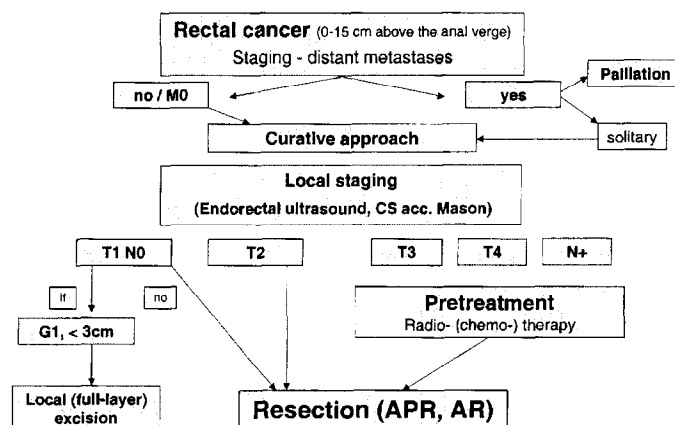 Rectal cancer (0-15 cm above the anal verge)
Staging - distant metastases
Palliation
no / M0
yes
Curative approach
solitary
Local staging
(Endorectal ultrasound, CS acc. Mason)
T1 N0
T2
T3
T4
N+
If
no
Pretreatment
Radio- (chemo-) therapy
G1, < 3cm
Local (full-layer)
excision
Resection (APR, AR)